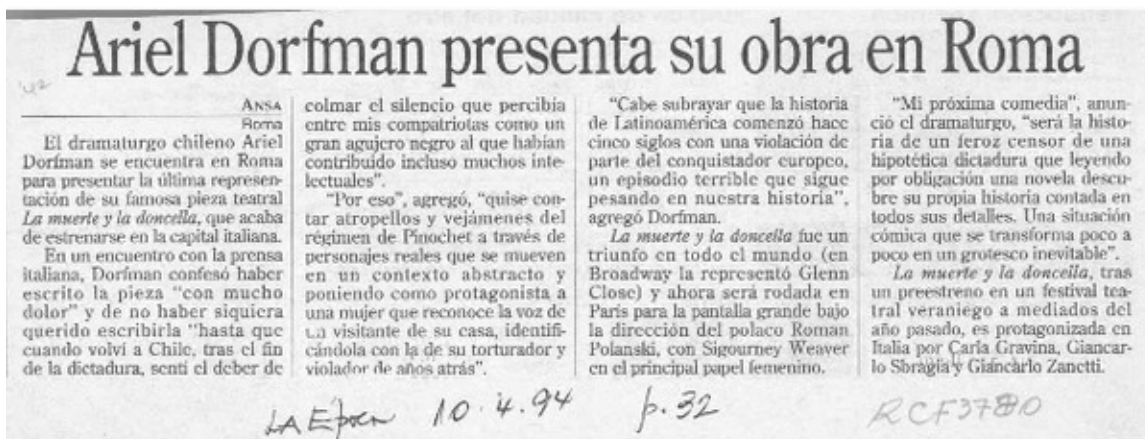 Ariel Dorfman presenta su obra en Roma
ANSA
Roma
El dramaturgo chileno Ariel
Dorfman se encuentra en Roma
para presentar la última represen-
tación de su famosa pieza teatral
La muerte y la doncella, que acaba
de estrenarse en la capital italiana.
En un encuentro con la prensa
italiana, Dorfman confesó haber
escrito la pieza "con mucho
dolor" y de no haber siquiera
querido escribirla "hasta que
cuando volví a Chile, tras el fin
de la dictadura, sentí el deber de
colmar el silencio que percibía
entre mis compatriotas como un
gran agujero negro al que habían
contribuido incluso muchos inte-
lectuales".
"Por eso", agregó, "quise con-
tar atropellos y vejámenes del
régimen de Pinochet a través de
personajes reales que se mueven
en un contexto abstracto y
poniendo como protagonista a
una mujer que reconoce la voz de
un visitante de su casa, identifi-
cándola con la de su torturador y
violador de años atrás".
"Cabe subrayar que la historia
de Latinoamérica comenzó hace
cinco siglos con una violación de
parte del conquistador europeo,
un episodio terrible que sigue
pesando en nuestra historia",
agregó Dorfman.
La muerte y la doncella fue un
triunfo en todo el mundo (en
Broadway la representó Glenn
Close) y ahora será rodada en
París para la pantalla grande bajo
la dirección del polaco Roman
Polanski, con Sigourney Weaver
en el principal papel femenino.
"Mi próxima comedia", anun-
ció el dramaturgo, "será la histo-
ria de un feroz censor de una
hipotética dictadura que leyendo
por obligación una novela descu-
bre su propia historia contada en
todos sus detalles. Una situación
cómica que se transforma poco a
poco en un grotesco inevitable".
La muerte y la doncella, tras
un preestreno en un festival tea-
tral veraniego a mediados del
año pasado, es protagonizada en
Italia por Carla Gravina, Giancar-
lo Sbragia y Giancarlo Zanetti.
LA Epoca 10.4.94 p. 32 RCF3780